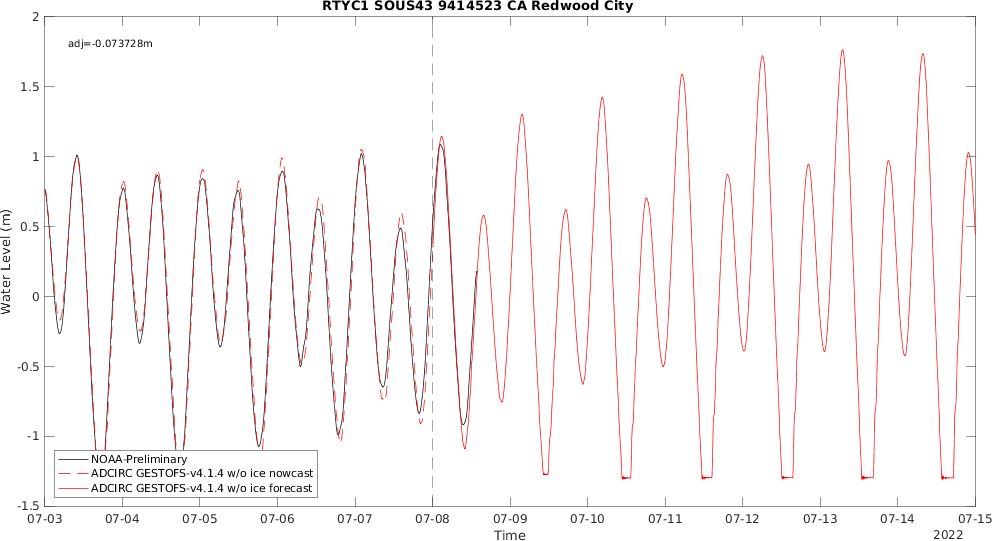 RTYC1 SOUS43 9414523 CA Redwood City
adj=-0.073728m
2
1.5
1
0.5
0
-0.5
-1
-1.5
Water Level (m)
NOAA-Preliminary
ADCIRC GESTOFS-v4.1.4 w/o ice nowcast
ADCIRC GESTOFS-v4.1.4 w/o ice forecast
07-03 07-04 07-05 07-06 07-07 07-08 07-09 07-10 07-11 07-12 07-13 07-14 07-15
Time
2022